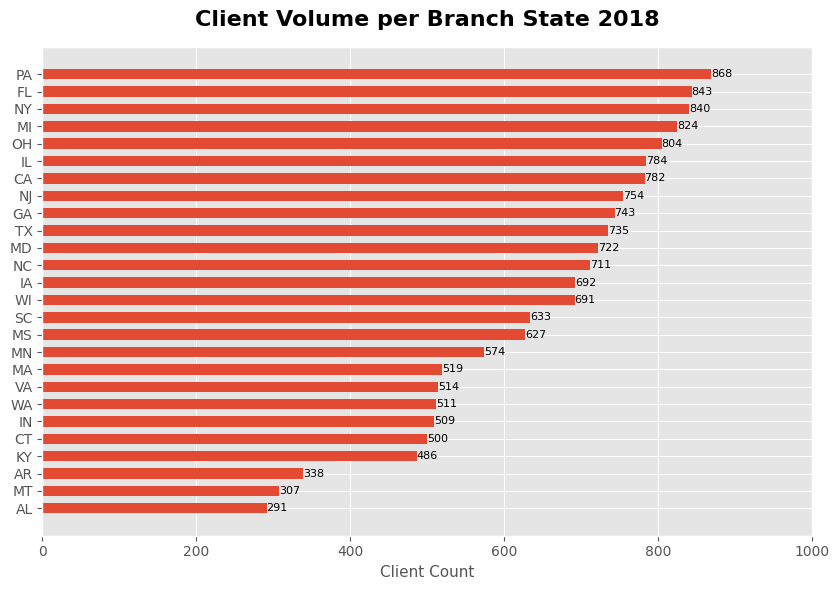 Client Volume per Branch State 2018
PA 868
FL 843
NY 840
MI 824
OH 804
IL 784
CA 782
NJ 754
GA 743
TX 735
MD 722
NC 711
IA 692
WI 691
SC 633
MS 627
MN 574
MA 519
VA 514
WA 511
IN 509
CT 500
KY 486
AR 338
MT 307
AL 291
0 200 400 600 800 1000
Client Count